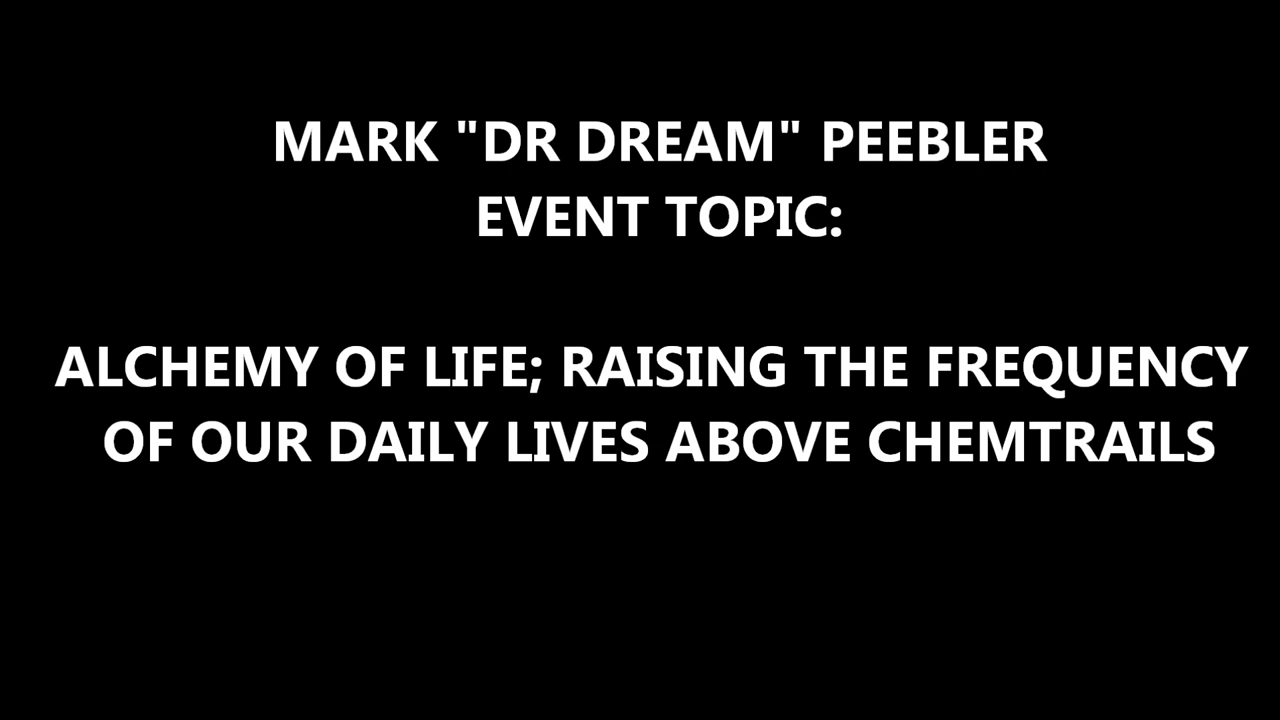 MARK "DR DREAM" PEEBLER
EVENT TOPIC:
ALCHEMY OF LIFE; RAISING THE FREQUENCY
OF OUR DAILY LIVES ABOVE CHEMTRAILS